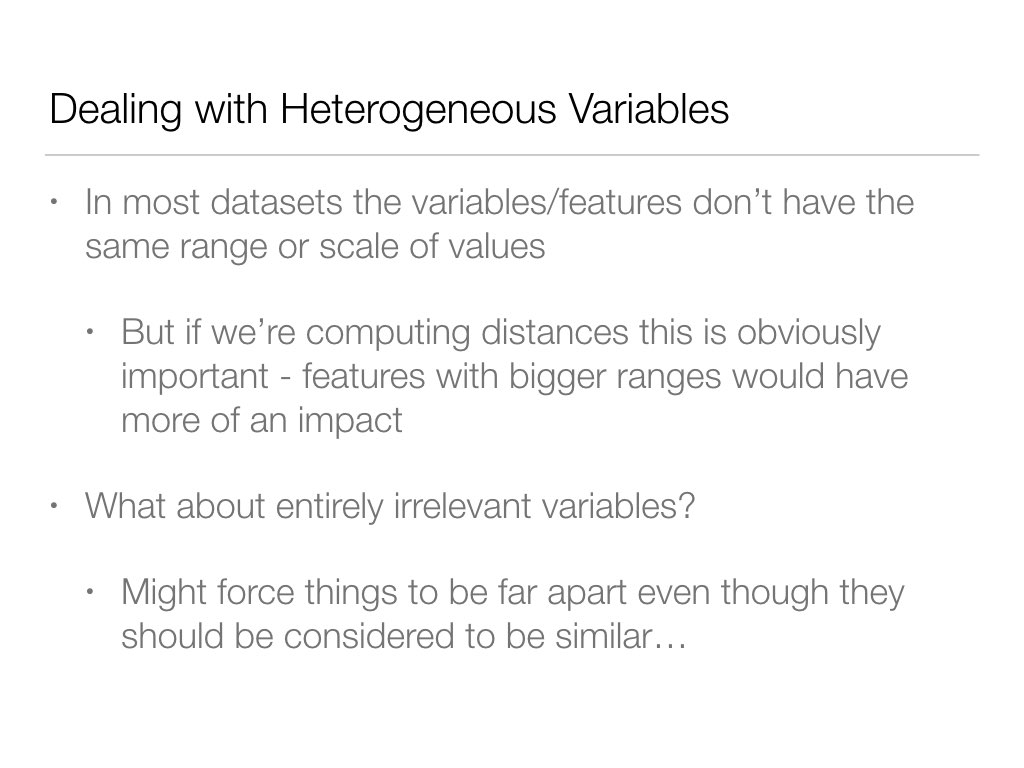 Dealing with Heterogeneous Variables
• In most datasets the variables/features don’t have the
same range or scale of values
• But if we’re computing distances this is obviously
important - features with bigger ranges would have
more of an impact
• What about entirely irrelevant variables?
• Might force things to be far apart even though they
should be considered to be similar…